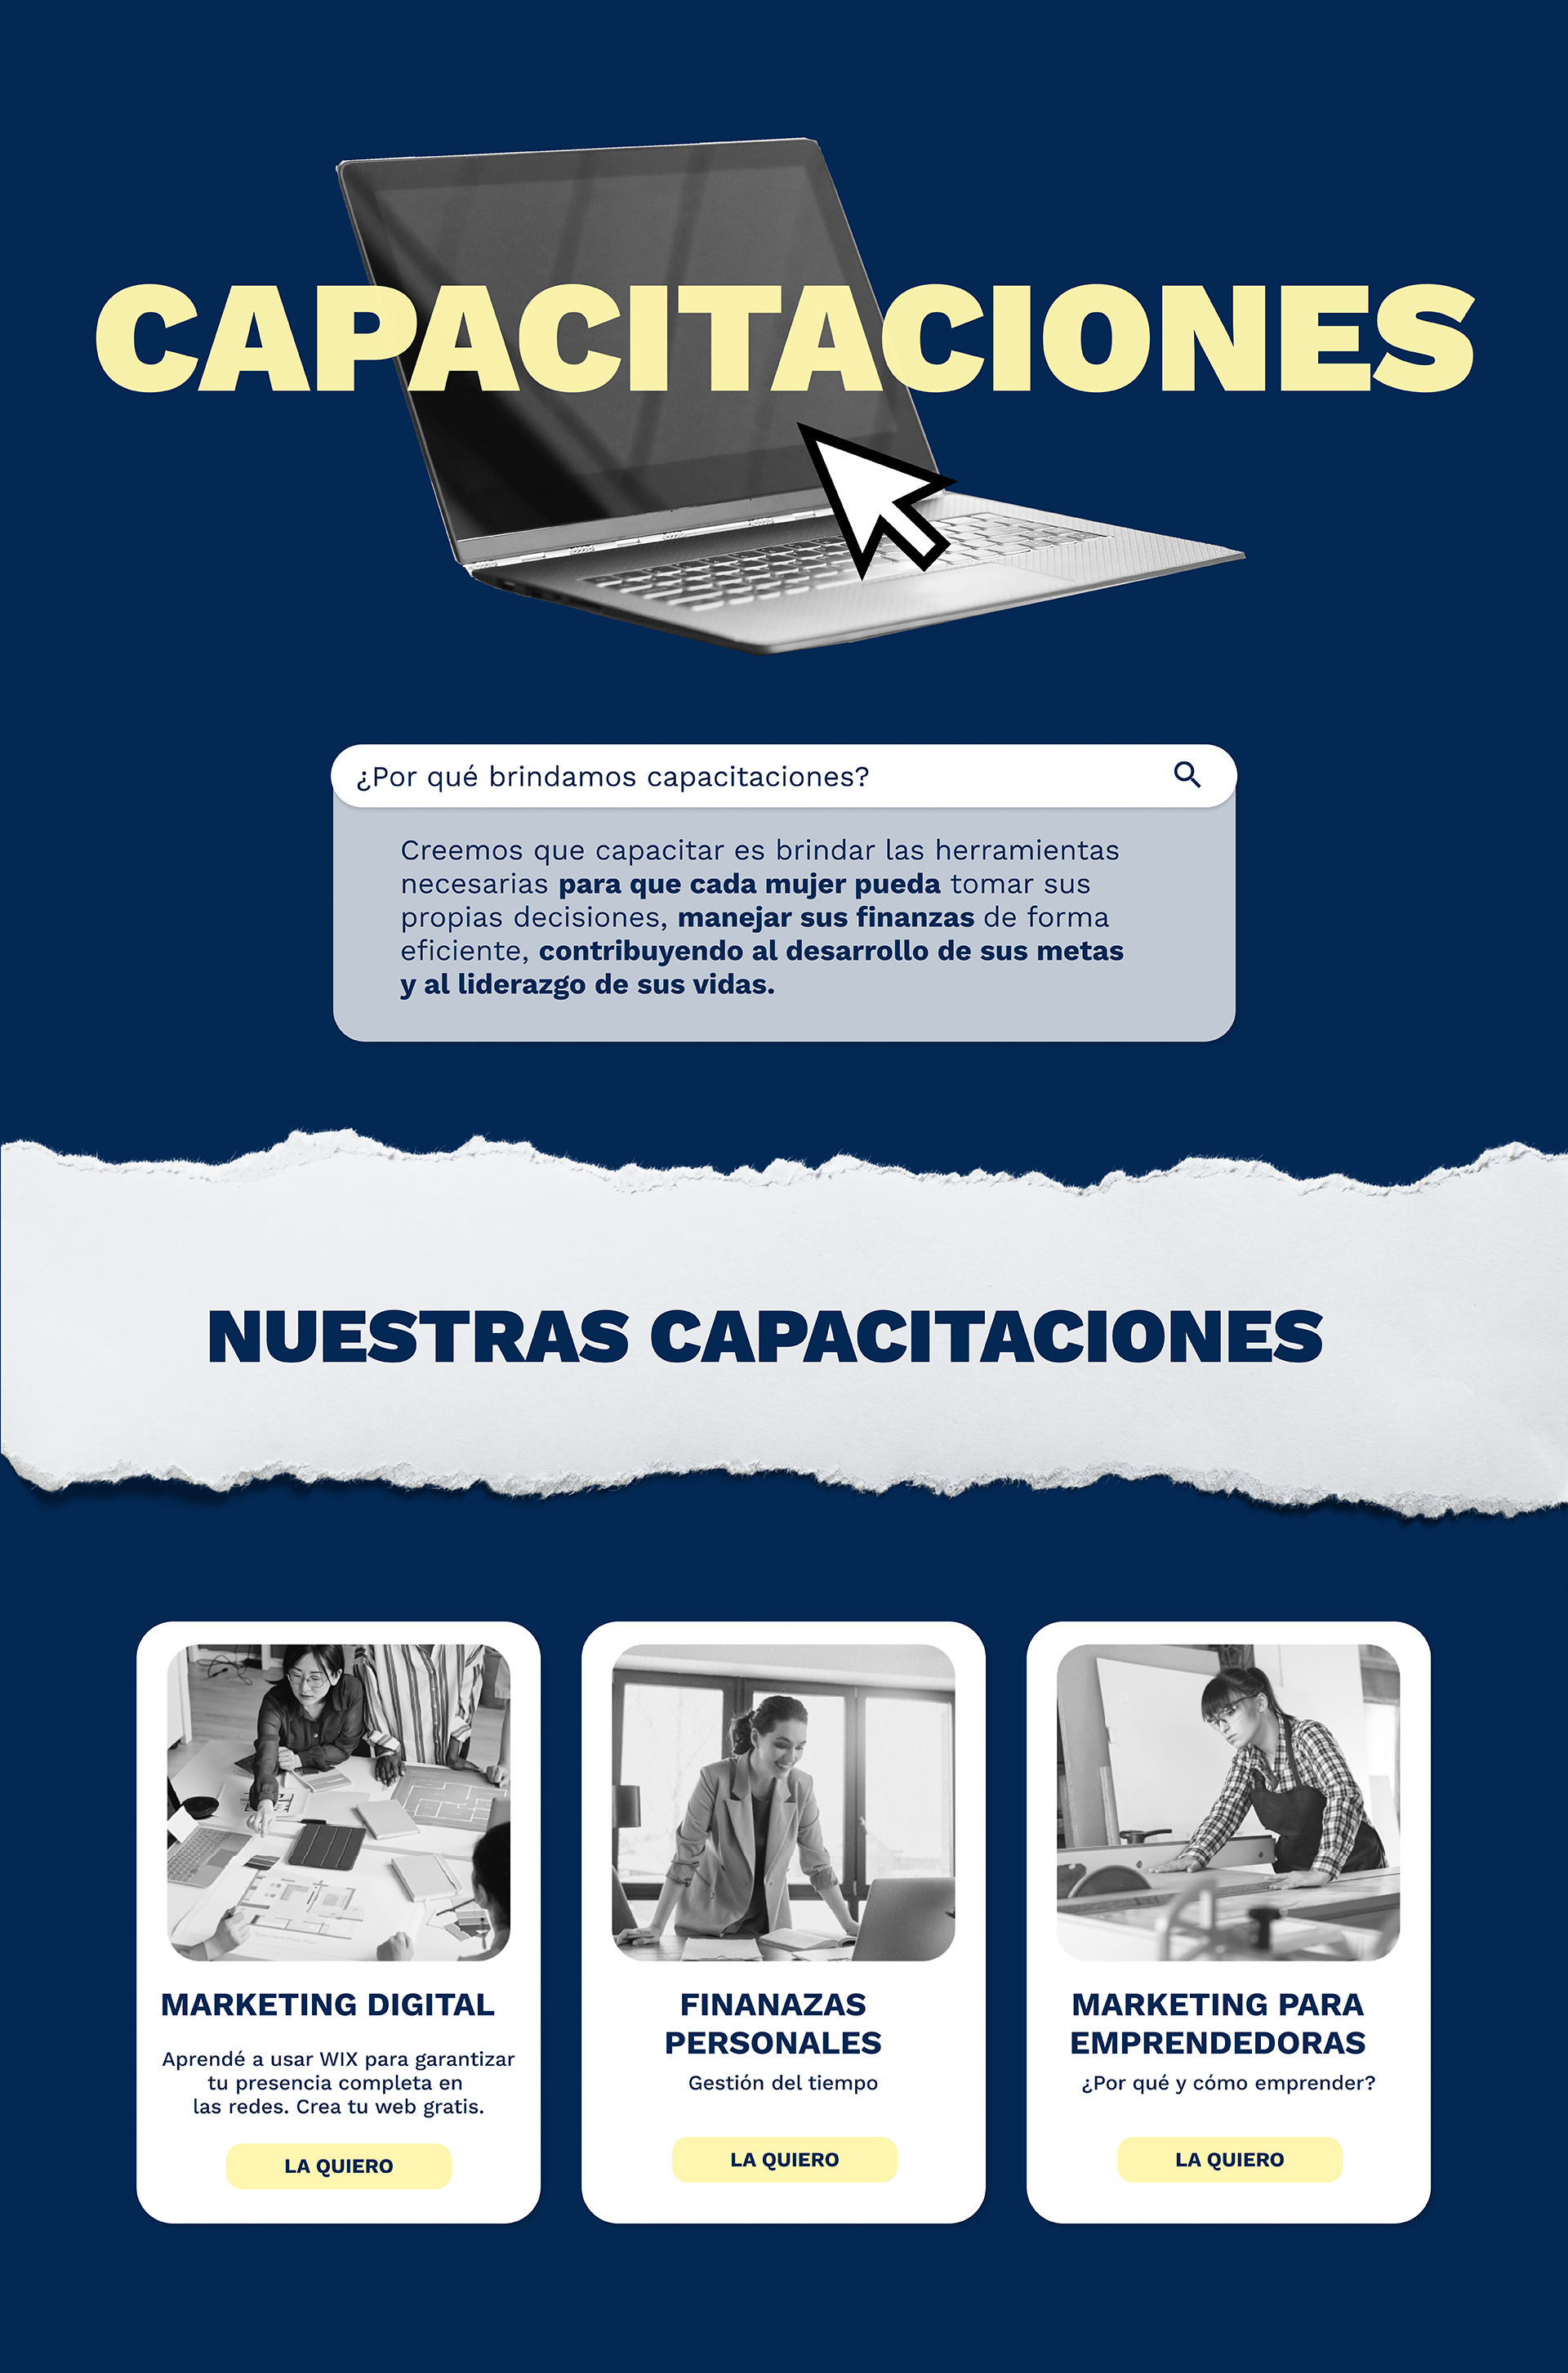 CAPACITACIONES
¿Por qué brindamos capacitaciones?
Creemos que capacitar es brindar las herramientas
necesarias para que cada mujer pueda tomar sus
propias decisiones, manejar sus finanzas de forma
eficiente, contribuyendo al desarrollo de sus metas
y al liderazgo de sus vidas.
NUESTRAS CAPACITACIONES
MARKETING DIGITAL
Aprendé a usar WIX para garantizar
tu presencia completa en
las redes. Crea tu web gratis.
LA QUIERO
FINANAZAS
PERSONALES
Gestión del tiempo
LA QUIERO
MARKETING PARA
EMPRENDEDORAS
¿Por qué y cómo emprender?
LA QUIERO